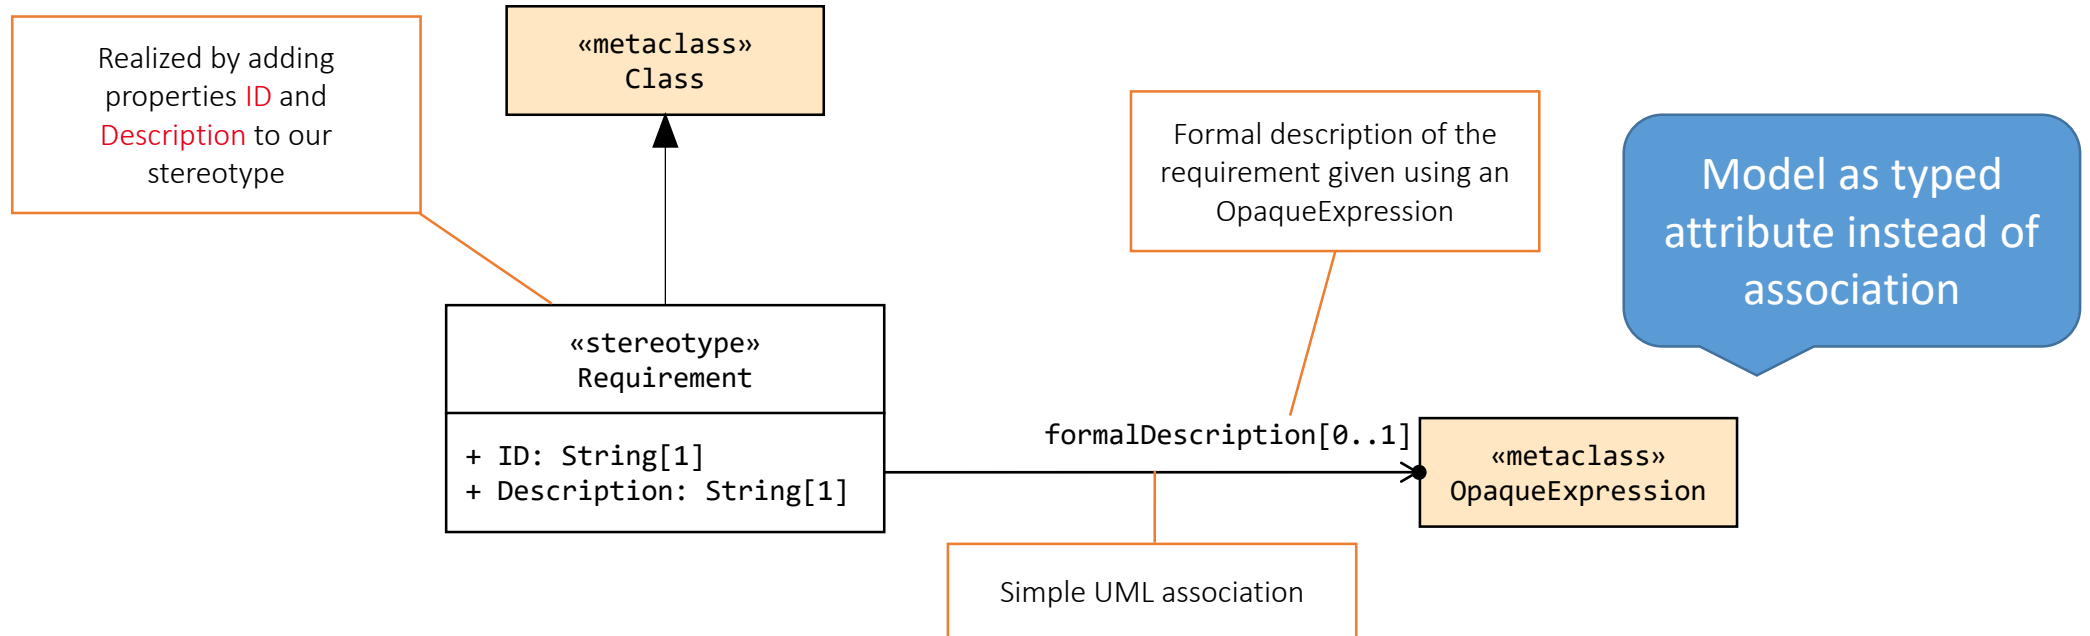 Realized by adding
properties ID and
Description to our
stereotype
«metaclass»
Class
Formal description of the
requirement given using an
OpaqueExpression
Model as typed
attribute instead of
association
«stereotype»
Requirement
+ ID: String[1]
+ Description: String[1]
formalDescription[0..1]
«metaclass»
OpaqueExpression
Simple UML association